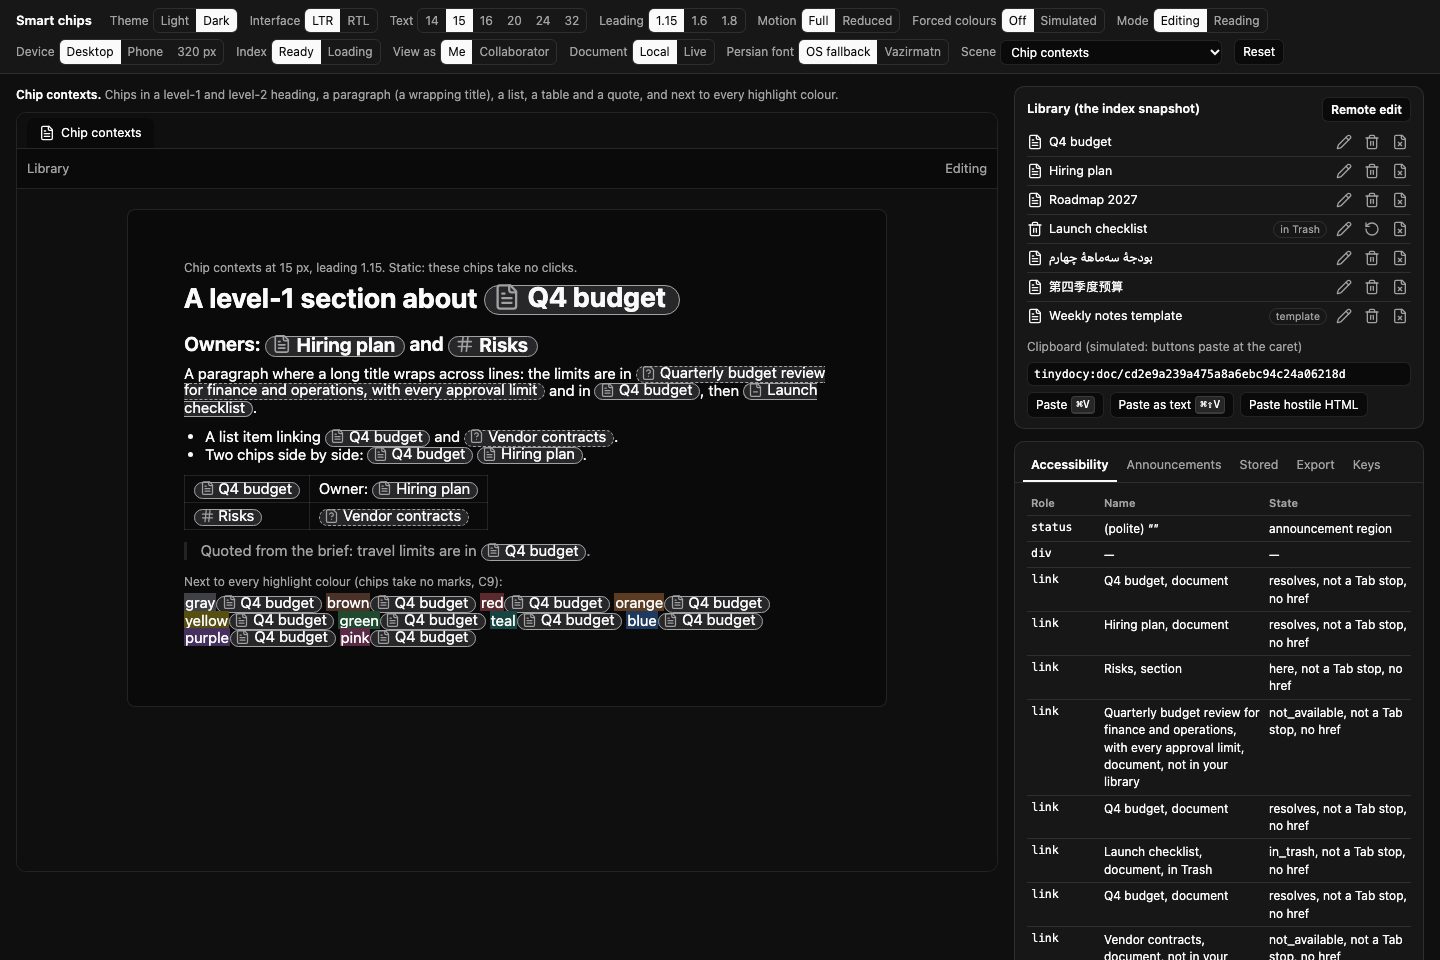 Smart chips Theme Light Dark Interface LTR RTL Text 14 15 16 20 24 32 Leading 1.15 1.6 1.8 Motion Full Reduced Forced colours Off Simulated Mode Editing Reading
Device Desktop Phone 320 px Index Ready Loading View as Me Collaborator Document Local Live Persian font OS fallback Vazirmatn Scene Chip contexts Reset
Chip contexts. Chips in a level-1 and level-2 heading, a paragraph (a wrapping title), a list, a table and a quote, and next to every highlight colour.
Chip contexts
Library Editing
Chip contexts at 15 px, leading 1.15. Static: these chips take no clicks.
A level-1 section about Q4 budget
Owners: Hiring plan and # Risks
A paragraph where a long title wraps across lines: the limits are in Quarterly budget review
for finance and operations, with every approval limit and in Q4 budget, then Launch
checklist.
• A list item linking Q4 budget and Vendor contracts.
• Two chips side by side: Q4 budget Hiring plan.
Q4 budget Owner: Hiring plan
# Risks Vendor contracts
Quoted from the brief: travel limits are in Q4 budget.
Next to every highlight colour (chips take no marks, C9):
gray Q4 budget brown Q4 budget red Q4 budget orange Q4 budget
yellow Q4 budget green Q4 budget teal Q4 budget blue Q4 budget
purple Q4 budget pink Q4 budget
Library (the index snapshot) Remote edit
Q4 budget
Hiring plan
Roadmap 2027
Launch checklist in Trash
بودجهٔ سه‌ماههٔ چهارم
第四季度预算
Weekly notes template template
Clipboard (simulated: buttons paste at the caret)
tinydocy:doc/cd2e9a239a475a8a6ebc94c24a06218d
Paste ⌘V Paste as text ⌘⇧V Paste hostile HTML
Accessibility Announcements Stored Export Keys
Role Name State
status (polite) “” announcement region
div — —
link Q4 budget, document resolves, not a Tab stop,
no href
link Hiring plan, document resolves, not a Tab stop,
no href
link Risks, section here, not a Tab stop, no
href
link Quarterly budget review for not_available, not a Tab
finance and operations, stop, no href
with every approval limit,
document, not in your
library
link Q4 budget, document resolves, not a Tab stop,
no href
link Launch checklist, in_trash, not a Tab stop,
document, in Trash no href
link Q4 budget, document resolves, not a Tab stop,
no href
link Vendor contracts, not_available, not a Tab
document, not in your stop, no href